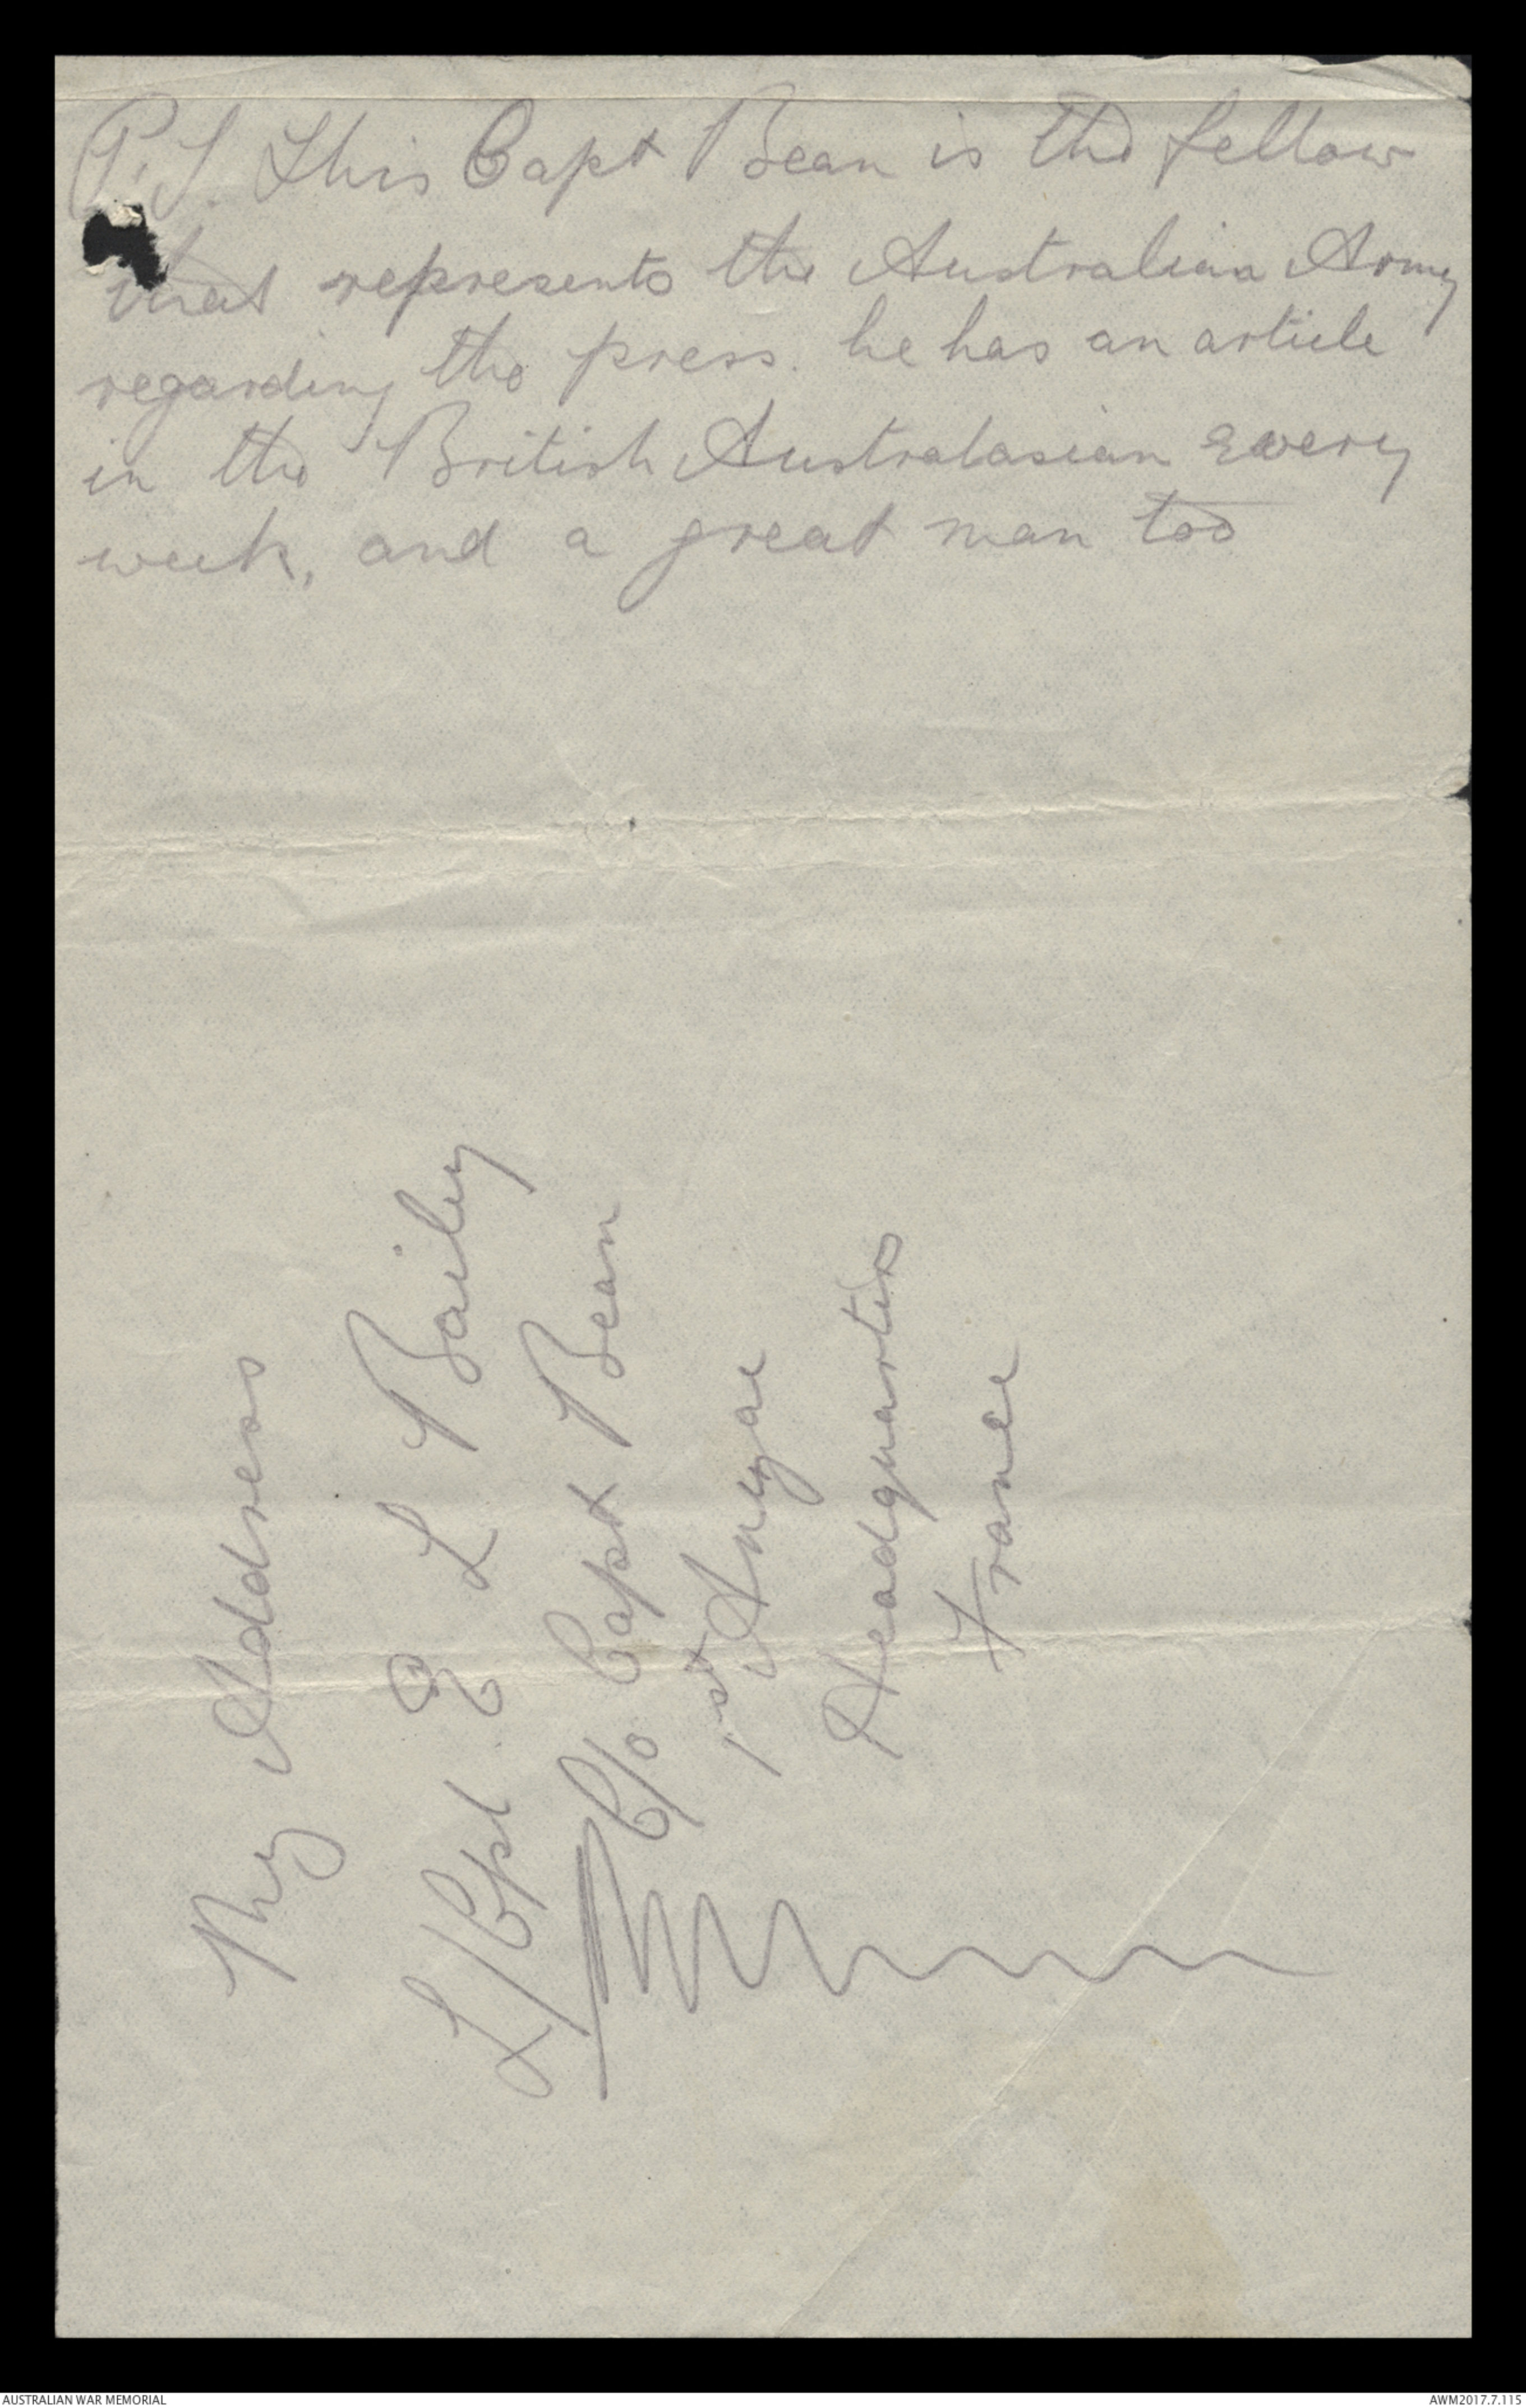 P.S. This Capt Bean is the fellow
that represents the Australian Army
regarding the press. he has an article
in the British Australasian every
week, and a great man too
My Address
L/Cpl E L Bailey
C/o Capt Bean
1st Anzac
Headquarters
France
AUSTRALIAN WAR MEMORIAL
AWM2017.7.115